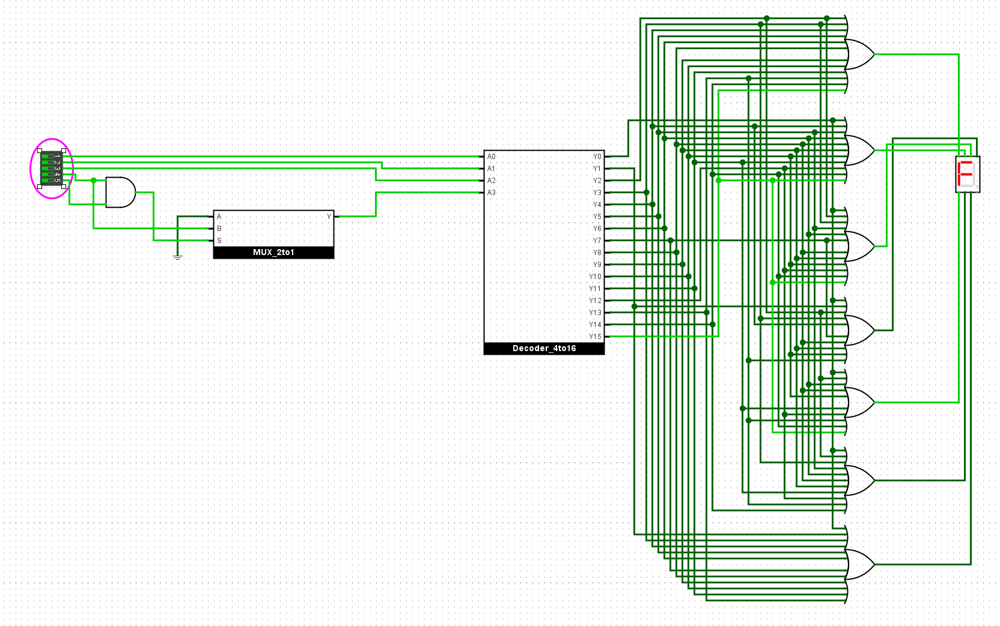 1
2
3
4
5
A
B
S
Y
MUX_2to1
A0
A1
A2
A3
Y0
Y1
Y2
Y3
Y4
Y5
Y6
Y7
Y8
Y9
Y10
Y11
Y12
Y13
Y14
Y15
Decoder_4to16